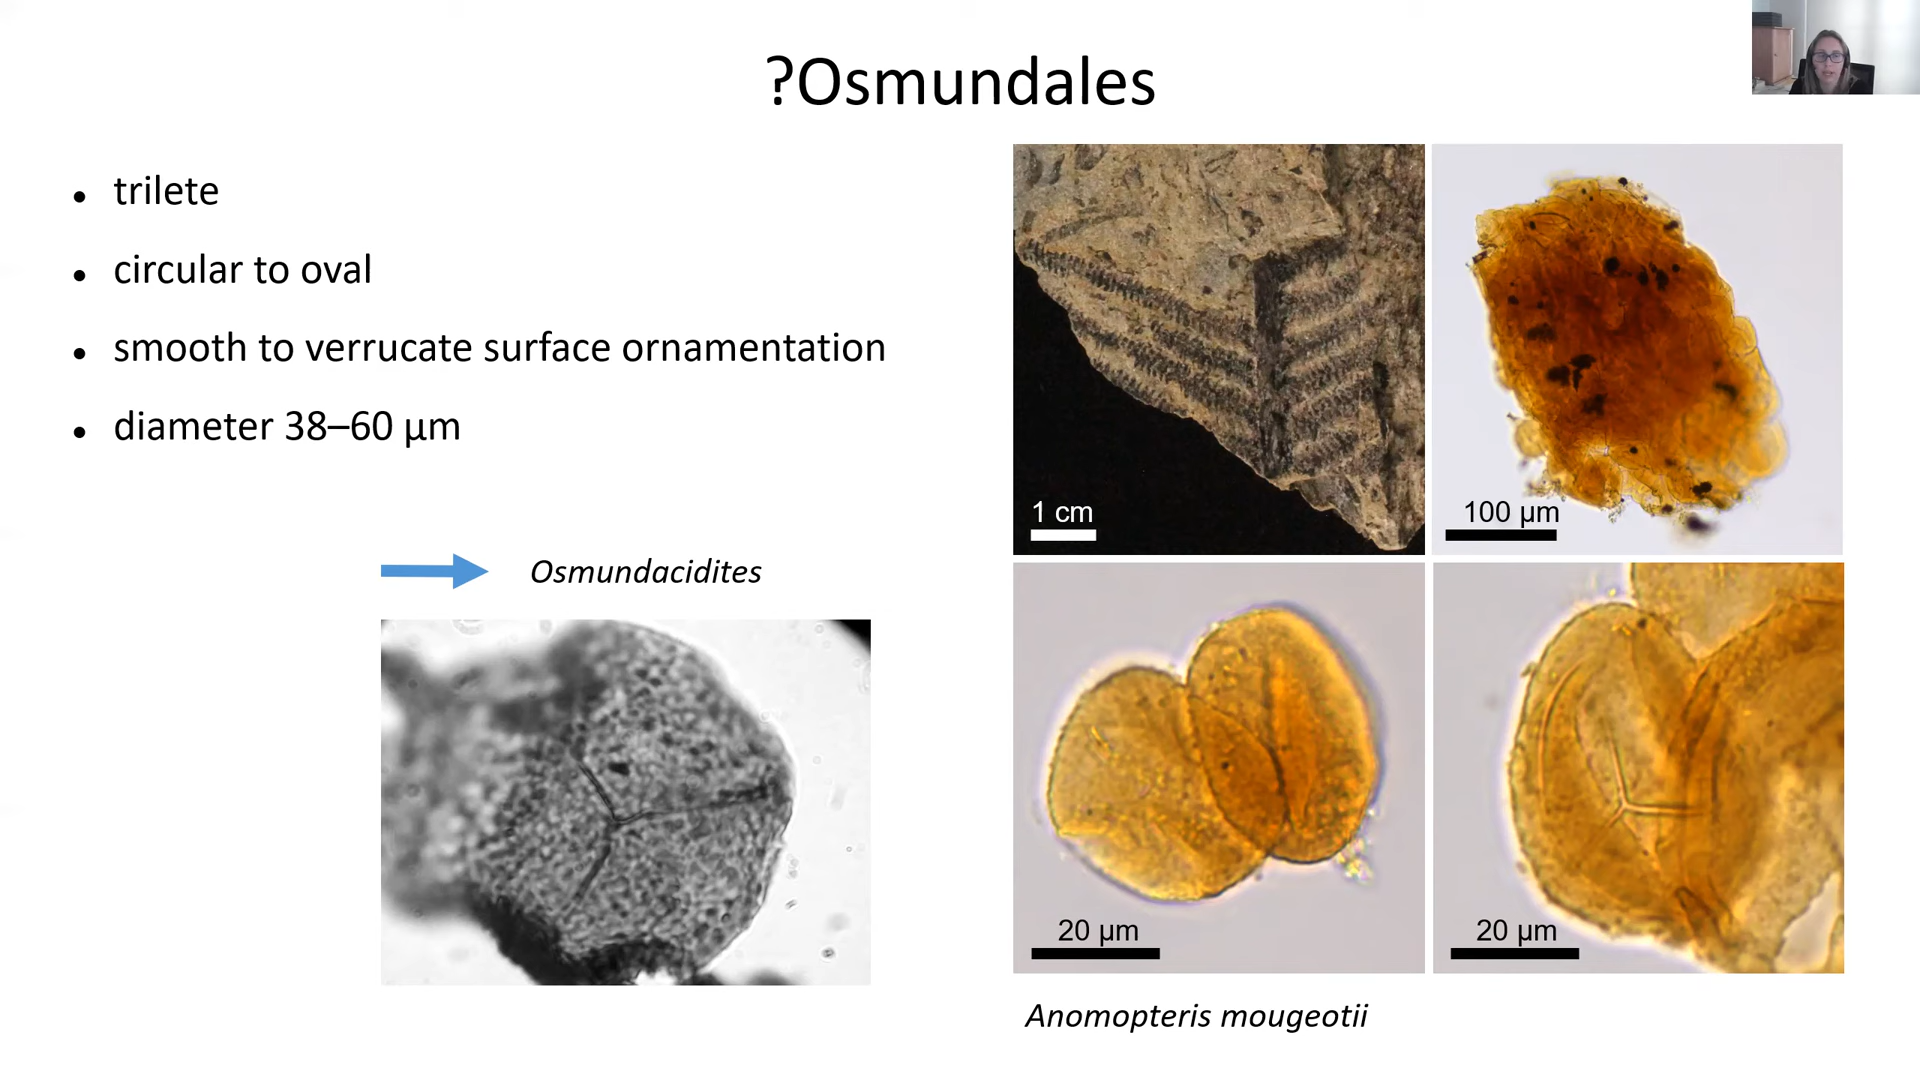 ?Osmundales
trilete
circular to oval
smooth to verrucate surface ornamentation
diameter 38–60 µm
Osmundacidites
1 cm
100 µm
20 µm
20 µm
Anomopteris mougeotii